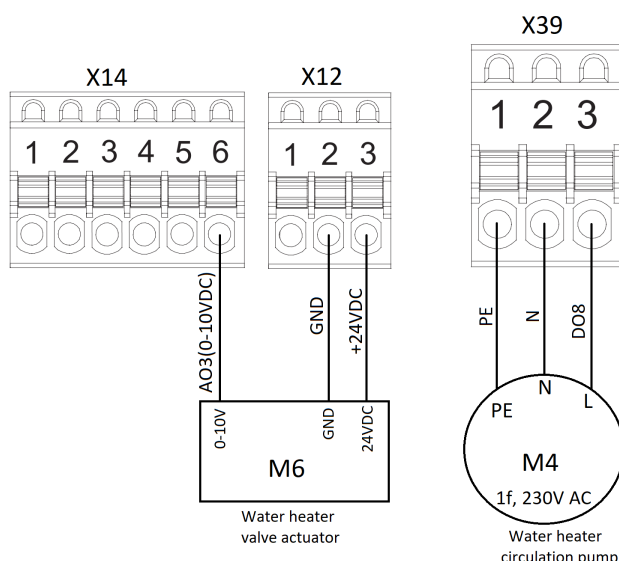 X14
X12
X39
1 2 3 4 5 6
1 2 3
1 2 3
AO3(0-10VDC)
GND
+24VDC
PE
N
DO8
0-10V
GND
24VDC
M6
Water heater
valve actuator
PE
N
L
M4
1f, 230V AC
Water heater
circulation pump